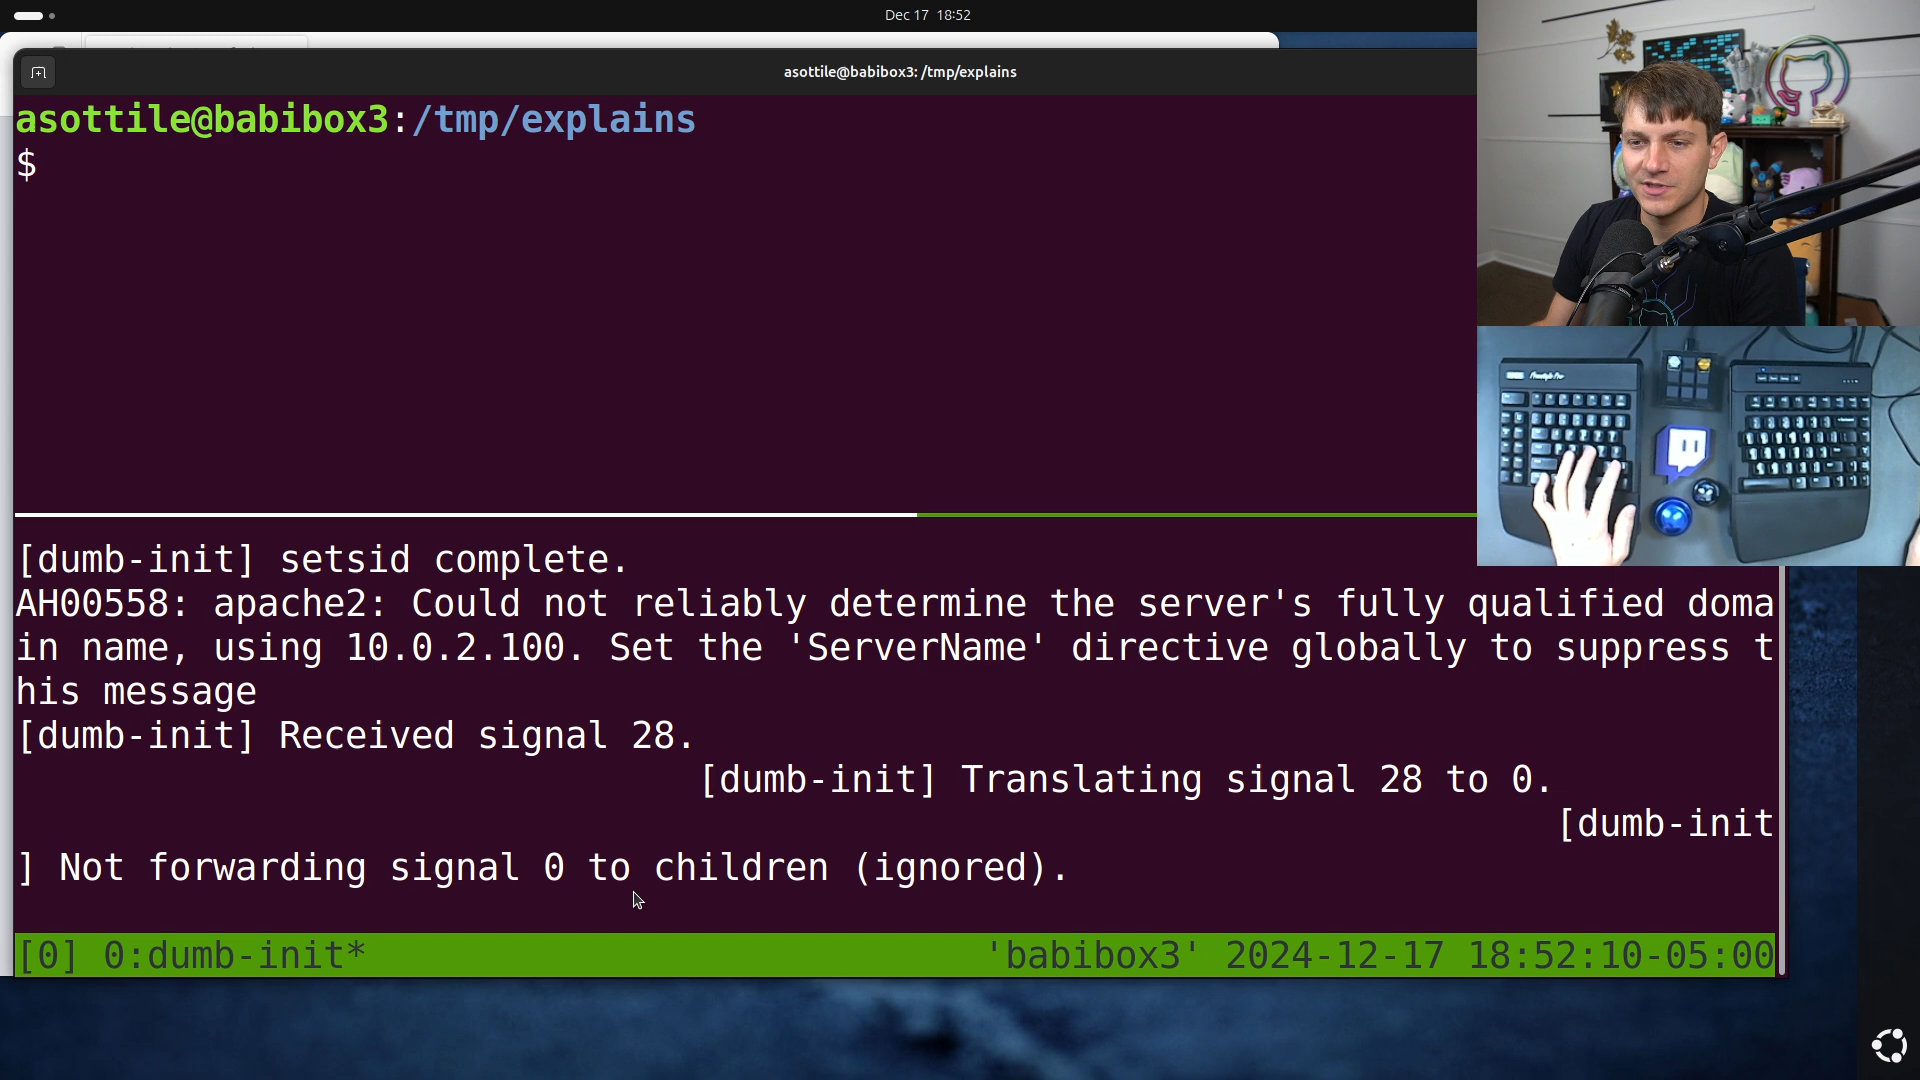 Dec 17 18:52
asottile@babibox3: /tmp/explains
asottile@babibox3:/tmp/explains
$
[dumb-init] setsid complete.
AH00558: apache2: Could not reliably determine the server's fully qualified doma
in name, using 10.0.2.100. Set the 'ServerName' directive globally to suppress t
his message
[dumb-init] Received signal 28.
[dumb-init] Translating signal 28 to 0.
[dumb-init
] Not forwarding signal 0 to children (ignored).
[0] 0:dumb-init* 'babibox3' 2024-12-17 18:52:10-05:00
Freestyle Pro